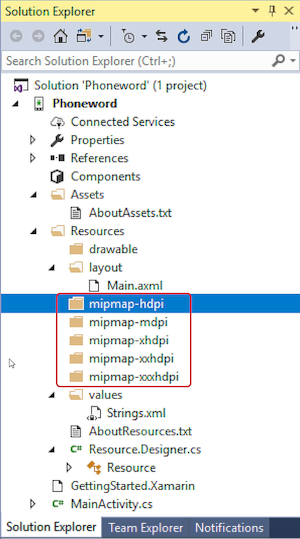 Solution Explorer
Search Solution Explorer (Ctrl+;)
Solution 'Phoneword' (1 project)
Phoneword
Connected Services
Properties
References
Components
Assets
AboutAssets.txt
Resources
drawable
layout
Main.axml
mipmap-hdpi
mipmap-mdpi
mipmap-xhdpi
mipmap-xxhdpi
mipmap-xxxhdpi
values
Strings.xml
AboutResources.txt
C# Resource.Designer.cs
Resource
GettingStarted.Xamarin
C# MainActivity.cs
Solution Explorer Team Explorer Notifications